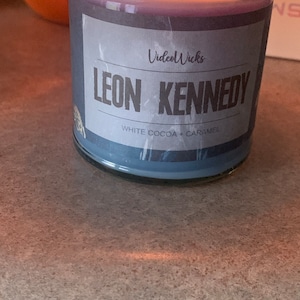 VideoWicks
LEON KENNEDY
WHITE COCOA + CARAMEL